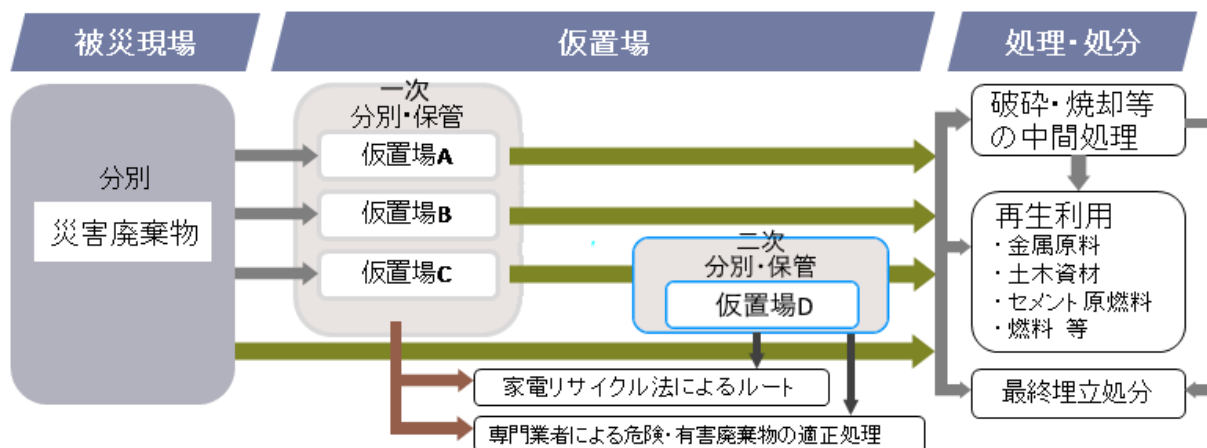 被災現場
仮置場
処理・処分
分別
災害廃棄物
一次
分別・保管
仮置場A
仮置場B
仮置場C
二次
分別・保管
仮置場D
家電リサイクル法によるルート
専門業者による危険・有害廃棄物の適正処理
破砕・焼却等
の中間処理
再生利用
・金属原料
・土木資材
・セメント原燃料
・燃料 等
最終埋立処分